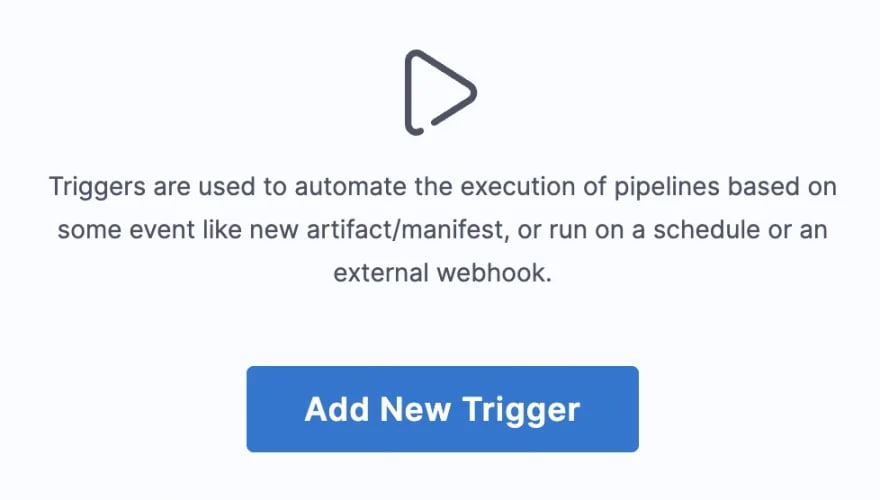 Triggers are used to automate the execution of pipelines based on
some event like new artifact/manifest, or run on a schedule or an
external webhook.
Add New Trigger